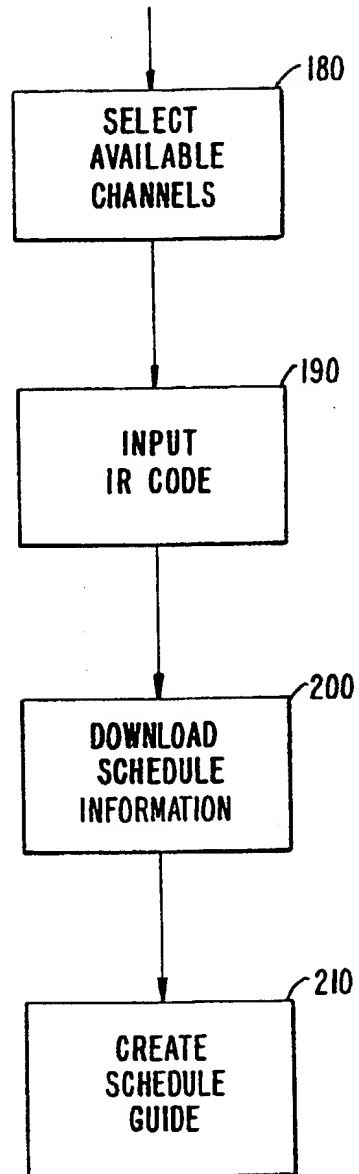 180
SELECT
AVAILABLE
CHANNELS
190
INPUT
IR CODE
200
DOWNLOAD
SCHEDULE
INFORMATION
210
CREATE
SCHEDULE
GUIDE